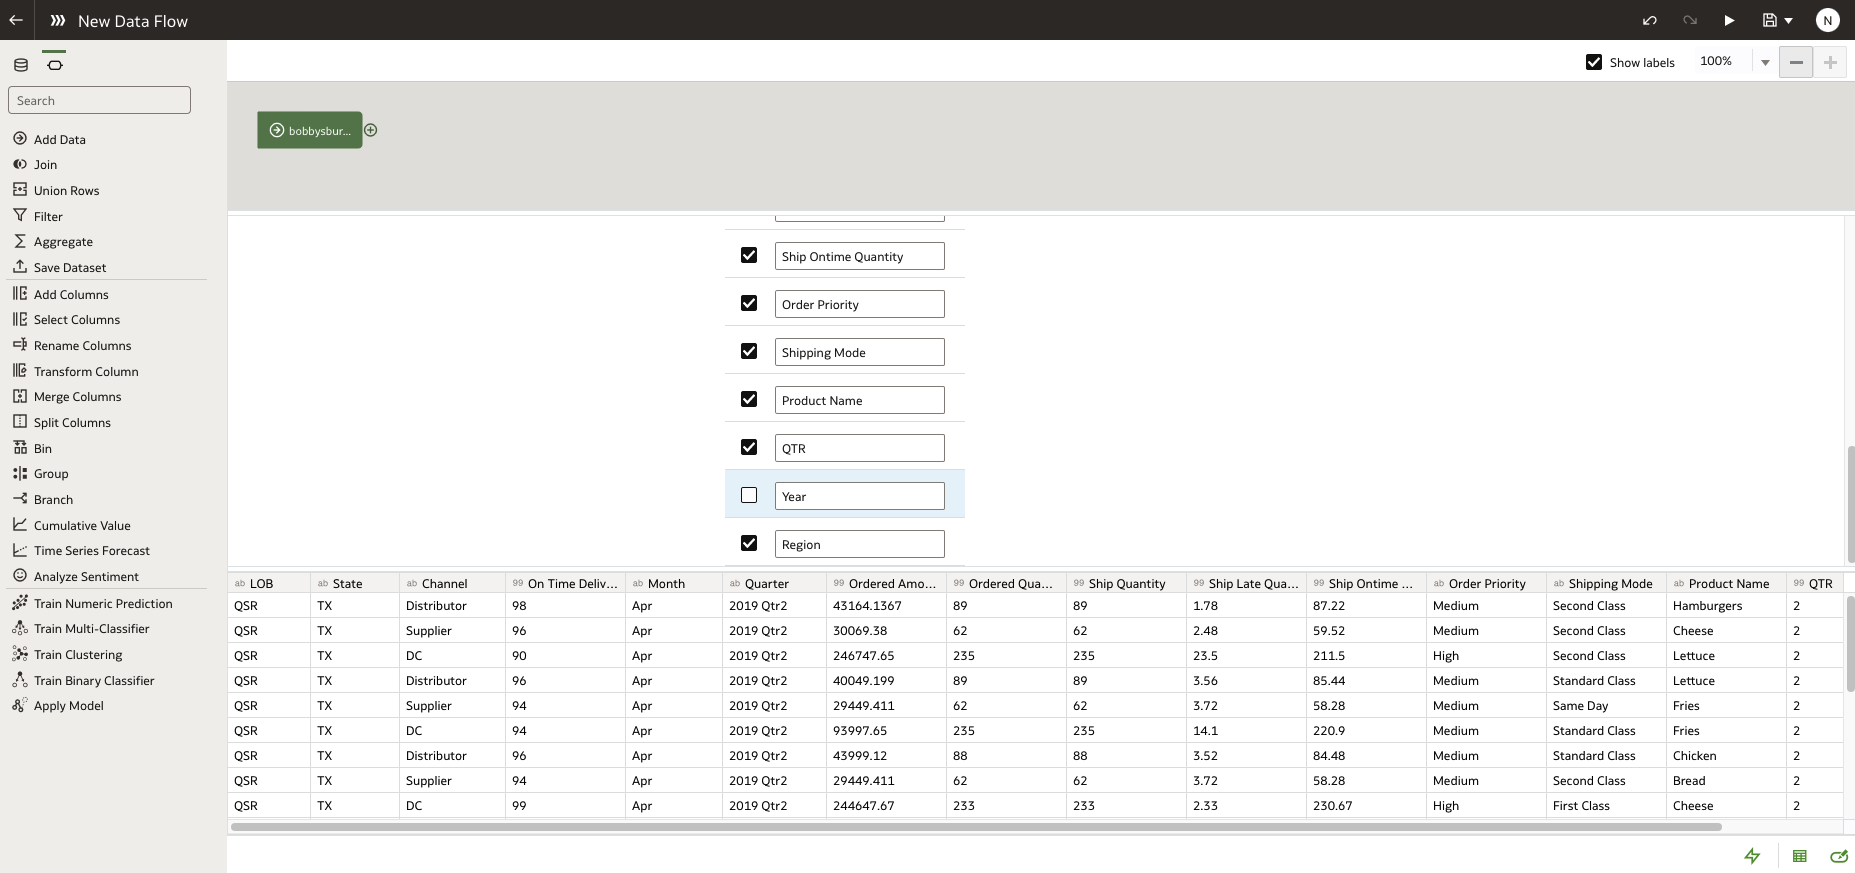 New Data Flow
N
Show labels
100%
Search
Add Data
Join
Union Rows
Filter
Aggregate
Save Dataset
Add Columns
Select Columns
Rename Columns
Transform Column
Merge Columns
Split Columns
Bin
Group
Branch
Cumulative Value
Time Series Forecast
Analyze Sentiment
Train Numeric Prediction
Train Multi-Classifier
Train Clustering
Train Binary Classifier
Apply Model
bobbysbur...
Ship Ontime Quantity
Order Priority
Shipping Mode
Product Name
QTR
Year
Region
ab LOB ab State ab Channel 99 On Time Deliv... ab Month ab Quarter 99 Ordered Amo... 99 Ordered Qua... 99 Ship Quantity 99 Ship Late Qua... 99 Ship Ontime ... ab Order Priority ab Shipping Mode ab Product Name 99 QTR
QSR TX Distributor 98 Apr 2019 Qtr2 43164.1367 89 89 1.78 87.22 Medium Second Class Hamburgers 2
QSR TX Supplier 96 Apr 2019 Qtr2 30069.38 62 62 2.48 59.52 Medium Second Class Cheese 2
QSR TX DC 90 Apr 2019 Qtr2 246747.65 235 235 23.5 211.5 High Second Class Lettuce 2
QSR TX Distributor 96 Apr 2019 Qtr2 40049.199 89 89 3.56 85.44 Medium Standard Class Lettuce 2
QSR TX Supplier 94 Apr 2019 Qtr2 29449.411 62 62 3.72 58.28 Medium Same Day Fries 2
QSR TX DC 94 Apr 2019 Qtr2 93997.65 235 235 14.1 220.9 Medium Standard Class Fries 2
QSR TX Distributor 96 Apr 2019 Qtr2 43999.12 88 88 3.52 84.48 Medium Standard Class Chicken 2
QSR TX Supplier 94 Apr 2019 Qtr2 29449.411 62 62 3.72 58.28 Medium Second Class Bread 2
QSR TX DC 99 Apr 2019 Qtr2 244647.67 233 233 2.33 230.67 High First Class Cheese 2